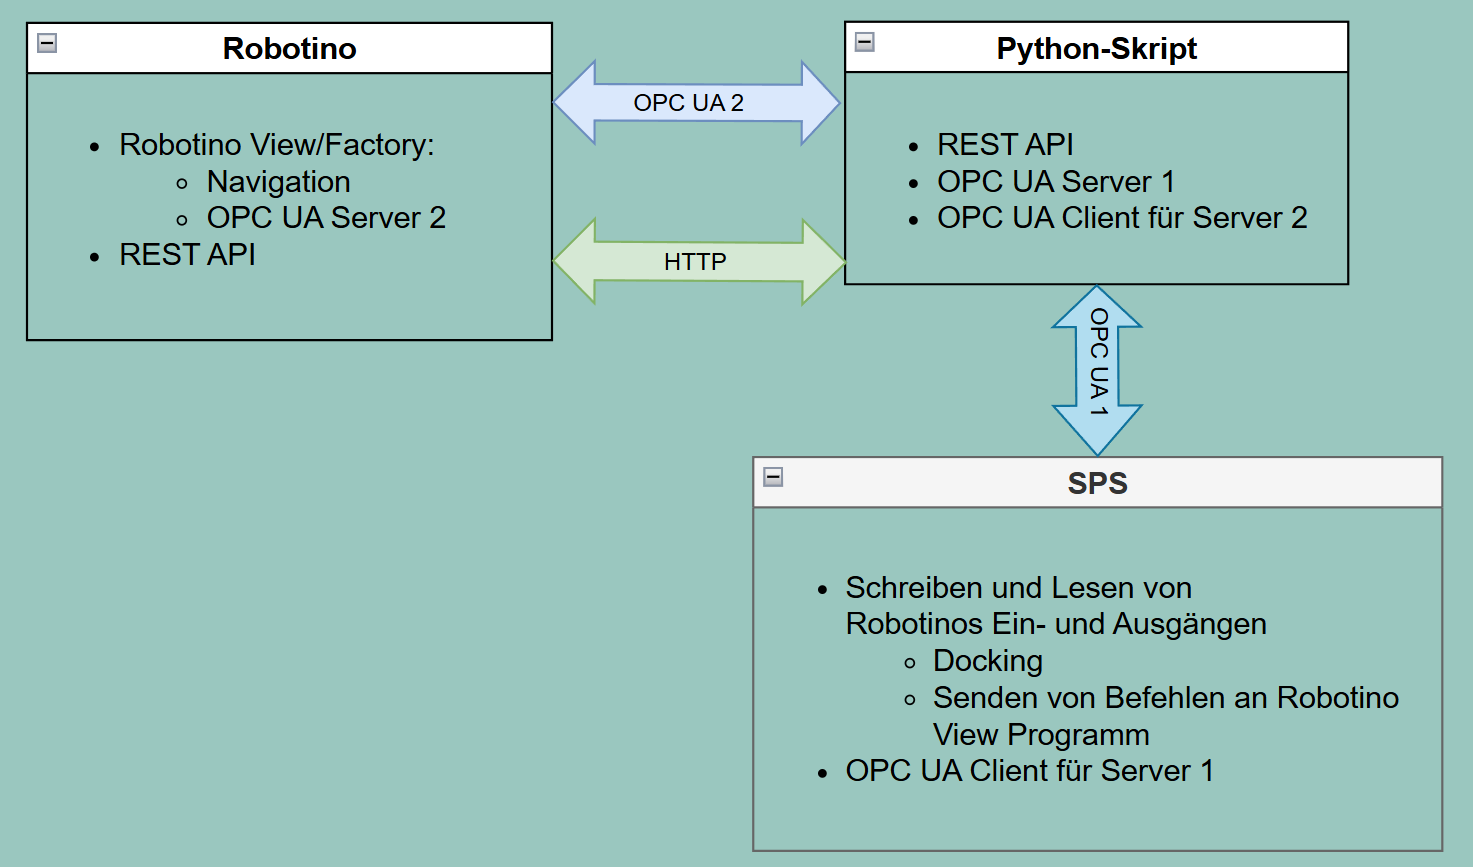 Robotino
Robotino View/Factory:
Navigation
OPC UA Server 2
REST API
OPC UA 2
HTTP
Python-Skript
REST API
OPC UA Server 1
OPC UA Client für Server 2
OPC UA 1
SPS
Schreiben und Lesen von
Robotinos Ein- und Ausgängen
Docking
Senden von Befehlen an Robotino
View Programm
OPC UA Client für Server 1